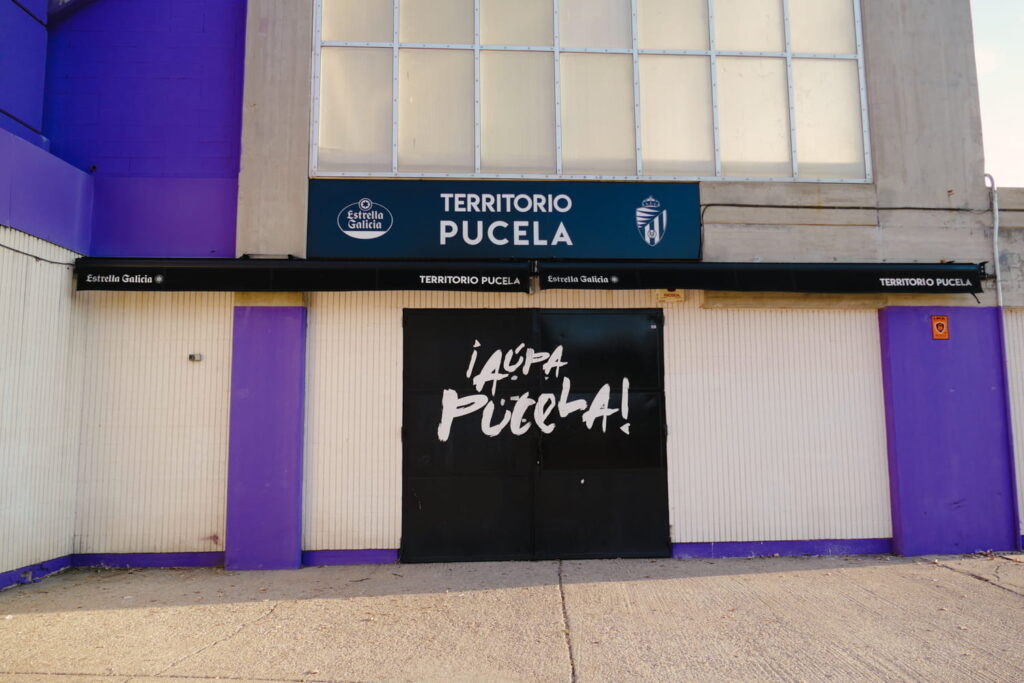 Estrella
Galicia
TERRITORIO
PUCELA
Estrella Galicia
TERRITORIO PUCELA
Estrella Galicia
TERRITORIO PUCELA
¡AÚPA
PUCELA!